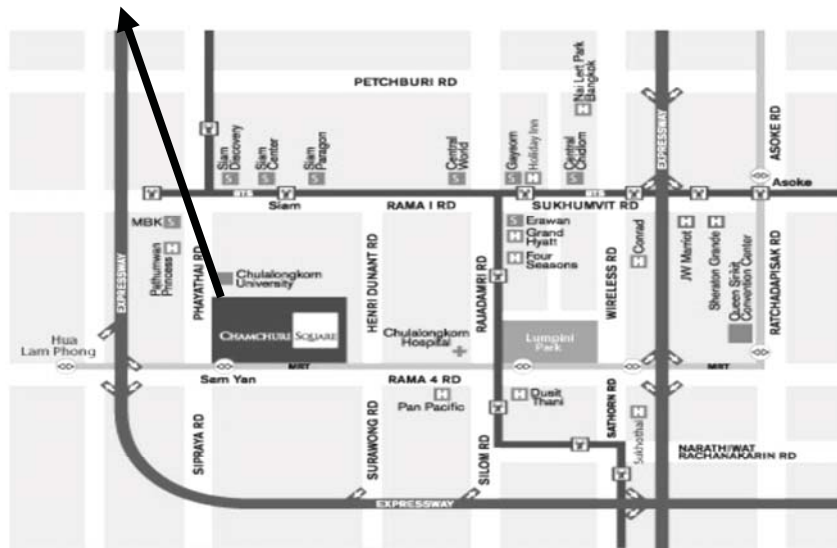 PETCHBURI RD
Nai Lert Park
Bangkok
H
EXPRESSWAY
ASOKE RD
Siam
Discovery
S
Siam
Center
S
Siam
Paragon
S
Central
World
S
Gaysorn
S
Holiday Inn
H
Central
Chidlom
S
Asoke
BTS
BTS
Siam
RAMA I RD
SUKHUMVIT RD
MBK
S
Pathumwan
Princess
H
EXPRESSWAY
PHAYATHAI RD
Chulalongkorn
University
HENRI DUNANT RD
RAJADAMRI RD
S
Erawan
H
Grand
Hyatt
H
Four
Seasons
WIRELESS RD
Conrad
H
H
JW Marriot
H
Sheraton Grande
Queen Sirikit
Convention Center
RATCHADAPISAK RD
CHAMCHURI SQUARE
Chulalongkorn
Hospital
Lumpini
Park
Hua
Lam Phong
MRT
MRT
Sam Yan
RAMA 4 RD
H
Pan Pacific
H
Dusit
Thani
SIPRAYA RD
SURAWONG RD
SILOM RD
SATHORN RD
H
Sukhothai
NARATHIWAT
RACHANAKARIN RD
EXPRESSWAY